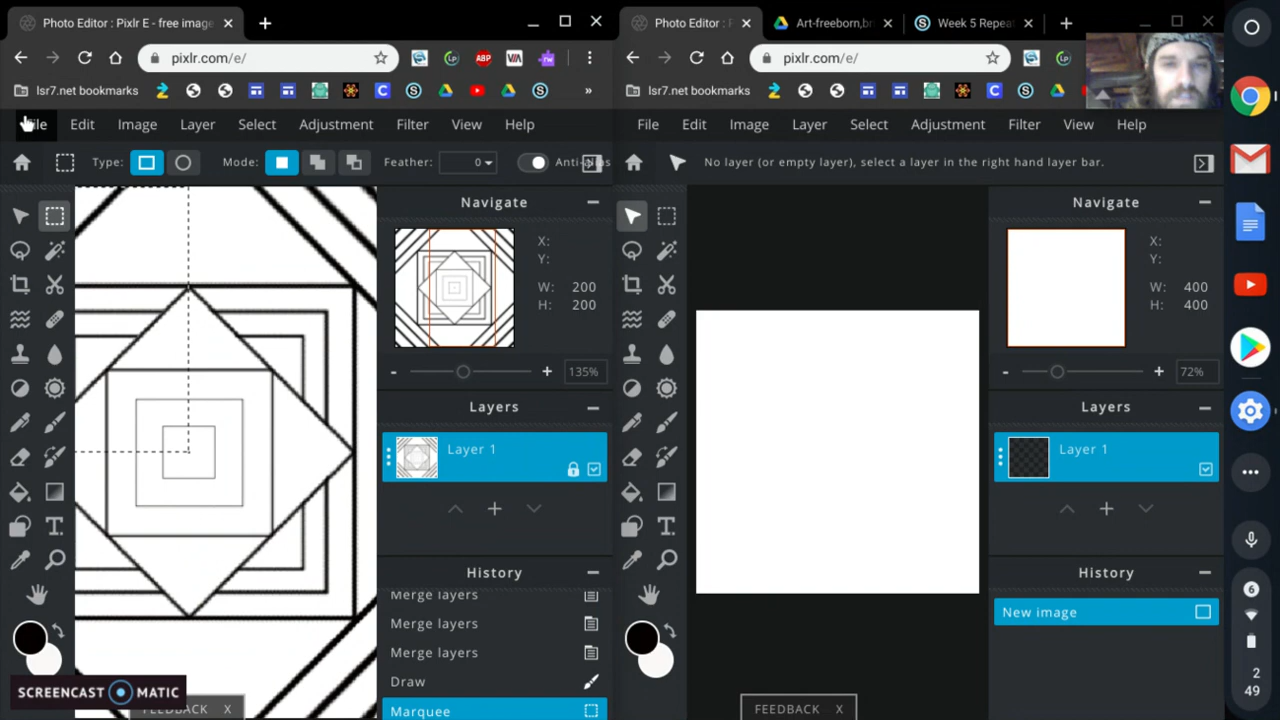 Photo Editor : Pixlr E - free image
pixlr.com/e/
lsr7.net bookmarks
»
File Edit Image Layer Select Adjustment Filter View Help
Type: Mode: Feather: 0 Anti-alias
Navigate
X:
Y:
W: 200
H: 200
- + 135%
Layers
Layer 1
History
Merge layers
Merge layers
Merge layers
Draw
Marquee
FEEDBACK X
SCREENCAST MATIC
Photo Editor : P
Art-freeborn,br
Week 5 Repeat
pixlr.com/e/
lsr7.net bookmarks
File Edit Image Layer Select Adjustment Filter View Help
No layer (or empty layer), select a layer in the right hand layer bar.
Navigate
X:
Y:
W: 400
H: 400
- + 72%
Layers
Layer 1
History
New image
FEEDBACK X
6
2
49